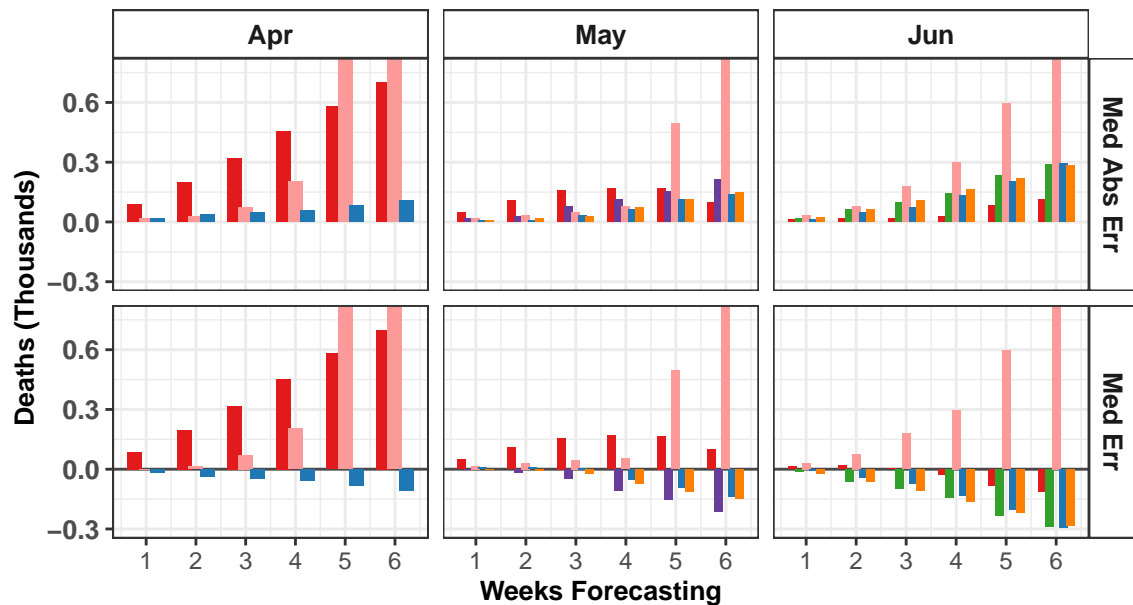 Apr May Jun
Deaths (Thousands)
0.6
0.3
0.0
−0.3
Med Abs Err
0.6
0.3
0.0
−0.3
Med Err
1 2 3 4 5 6 1 2 3 4 5 6 1 2 3 4 5 6
Weeks Forecasting